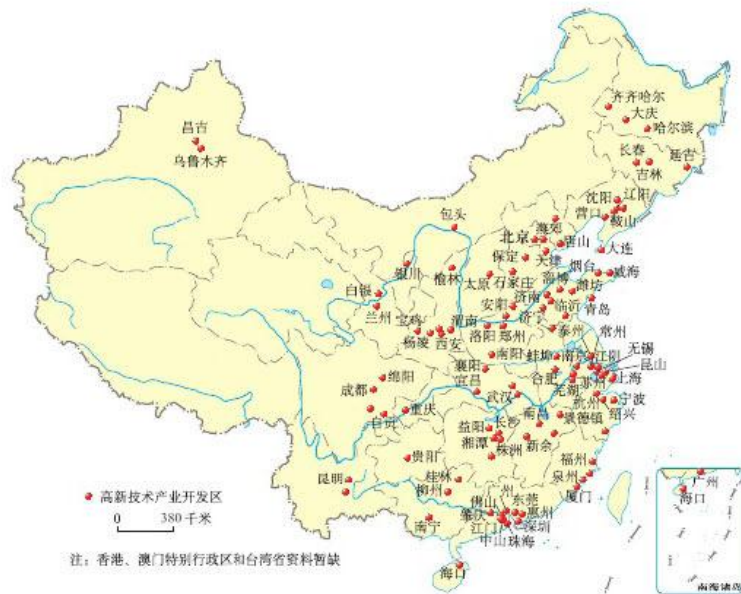 齐齐哈尔
大庆
哈尔滨
昌吉
乌鲁木齐
长春
吉林
延吉
沈阳
辽阳
营口
鞍山
包头
燕郊
北京
唐山
大连
银川
榆林
保定
天津
太原
石家庄
烟台
威海
白银
兰州
淄博
潍坊
济南
青岛
安阳
临沂
济宁
宝鸡
渭南
杨凌
西安
洛阳
郑州
泰州
常州
南阳
蚌埠
南京
江阴
无锡
昆山
襄阳
合肥
芜湖
苏州
上海
宜昌
绵阳
成都
武汉
杭州
宁波
绍兴
重庆
自贡
南昌
景德镇
益阳
长沙
湘潭
株洲
新余
贵阳
福州
泉州
厦门
昆明
桂林
柳州
佛山
州
东莞
惠州
肇庆
江门
深圳
中山
珠海
南宁
海口
高新技术产业开发区
0 380千米
注：香港、澳门特别行政区和台湾省资料暂缺
广州
海口
南海诸岛